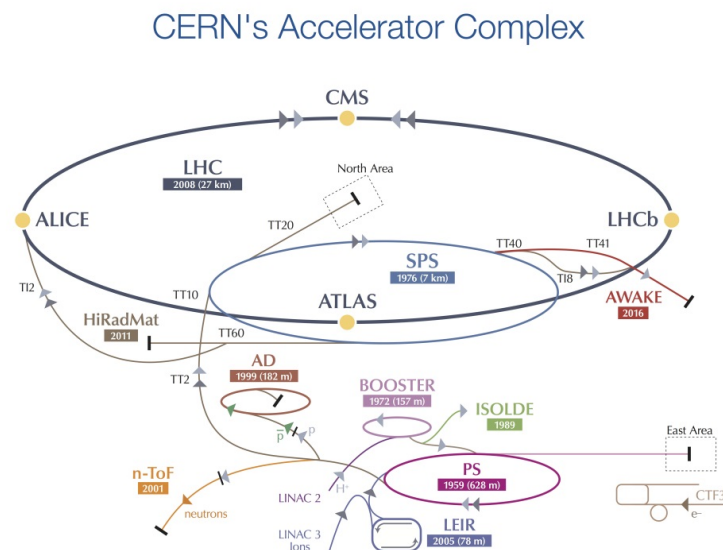 CERN's Accelerator Complex
CMS
LHC
2008 (27 km)
North Area
ALICE
LHCb
TT20
TT40
TT41
SPS
1976 (7 km)
TI8
TI2
TT10
ATLAS
AWAKE
2016
HiRadMat
2011
TT60
AD
1999 (182 m)
TT2
BOOSTER
1972 (157 m)
ISOLDE
1989
p
p
East Area
n-ToF
2001
LINAC 2
H+
PS
1959 (628 m)
neutrons
CTF3
e-
LINAC 3
Ions
LEIR
2005 (78 m)